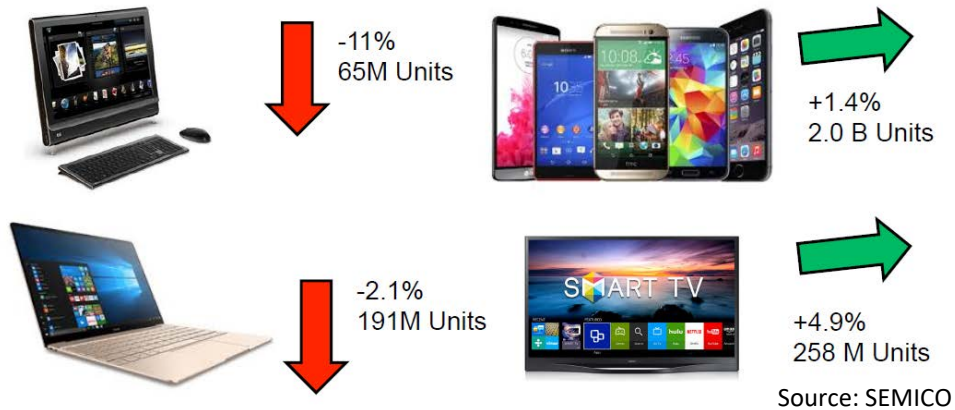 -11%
65M Units
+1.4%
2.0 B Units
-2.1%
191M Units
SMART TV
+4.9%
258 M Units
Source: SEMICO